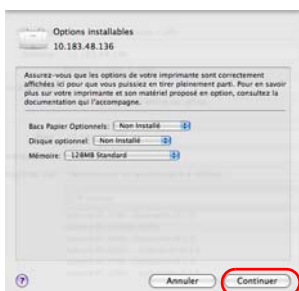 Options installables
10.183.48.136
Assurez-vous que les options de votre imprimante sont correctement
affichées ici pour que vous puissiez en tirer pleinement parti. Pour en savoir
plus sur votre imprimante et son matériel proposé en option, consultez la
documentation qui l'accompagne.
Bacs Papier Optionnels: Non Installé
Disque optionnel: Non Installé
Mémoire: 128MB Standard
? Annuler Continuer